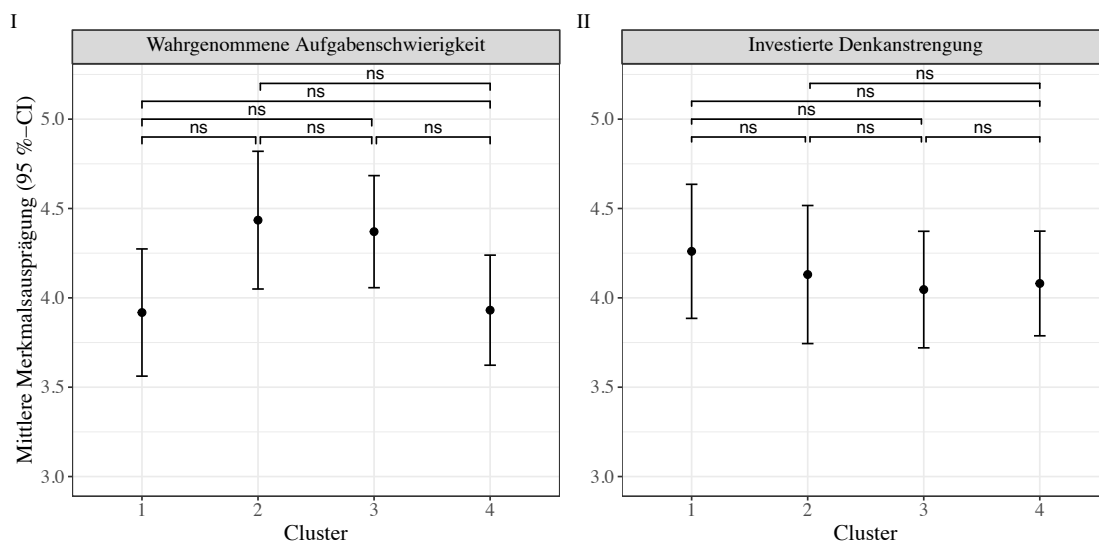 I
Wahrgenommene Aufgabenschwierigkeit
Mittlere Merkmalsausprägung (95 %−CI)
5.0
4.5
4.0
3.5
3.0
ns
ns
ns
ns ns ns
1 2 3 4
Cluster
II
Investierte Denkanstrengung
5.0
4.5
4.0
3.5
3.0
ns
ns
ns
ns ns ns
1 2 3 4
Cluster